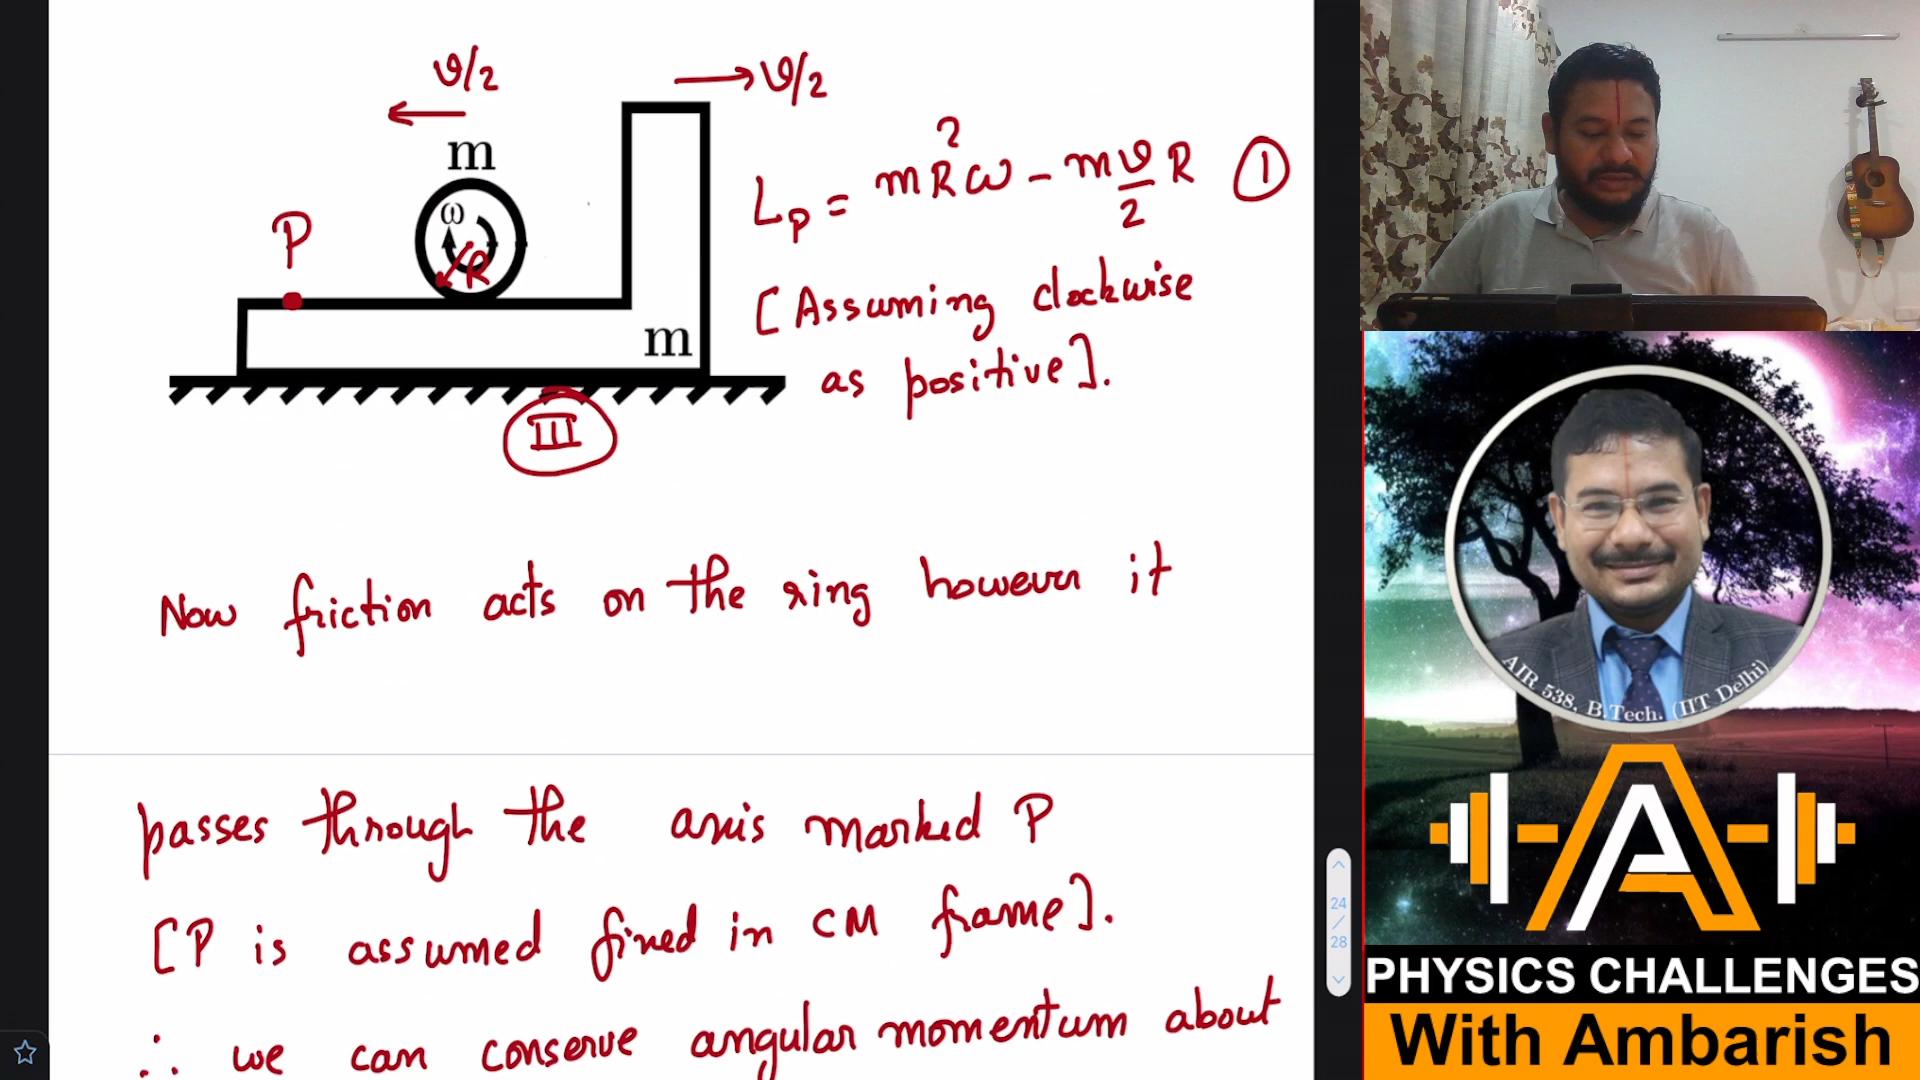 v/2
v/2
m
ω
P
R
m
III
L_P = mR²ω - m v/2 R ①
[Assuming clockwise
as positive].
Now friction acts on the ring however it
passes through the axis marked P
[P is assumed fixed in CM frame].
∴ we can conserve angular momentum about
24
/
28
AIR 538, B.Tech. (IIT Delhi)
A
PHYSICS CHALLENGES
With Ambarish